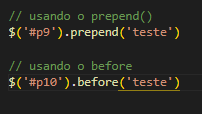 // usando o prepend()
$('#p9').prepend('teste')
// usando o before
$('#p10').before('teste')